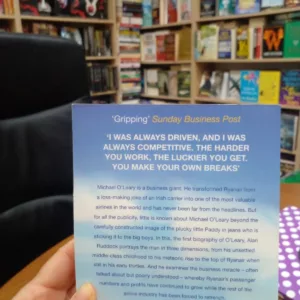 'Gripping' Sunday Business Post
'I WAS ALWAYS DRIVEN, AND I WAS
ALWAYS COMPETITIVE. THE HARDER
YOU WORK, THE LUCKIER YOU GET.
YOU MAKE YOUR OWN BREAKS'
Michael O'Leary is a business giant. He transformed Ryanair from
a loss-making joke of an Irish carrier into one of the most valuable
airlines in the world and has never been far from the headlines. But
for all the publicity, little is known about Michael O'Leary beyond the
carefully constructed image of the plucky little Paddy in jeans who is
sticking it to the big boys. In this, the first biography of O'Leary, Alan
Ruddock portrays the man in three dimensions, from his unsettled
middle-class childhood to his meteoric rise to the top of Ryanair when
still in his early thirties. And he examines the business miracle – often
talked about but poorly understood – whereby Ryanair's passenger
numbers and profits have continued to grow while the rest of the
airline industry has been forced to retrench.